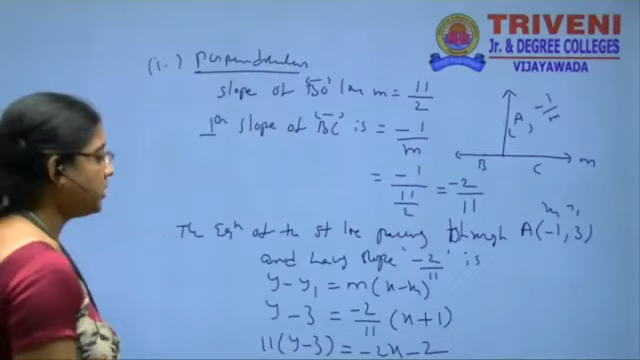 TRIVENI
Jr. & DEGREE COLLEGES
VIJAYAWADA
(ii) perpendicular
slope of BC m = 11/2
slope of BC is = -1/m
A, -1/m
B C m
= -1/(11/2) = -2/11
The Eqn of the st line passing through A(-1, 3)
and having slope -2/11 is
y - y1 = m(x - x1)
y - 3 = -2/11 (x + 1)
11(y - 3) = -2x - 2